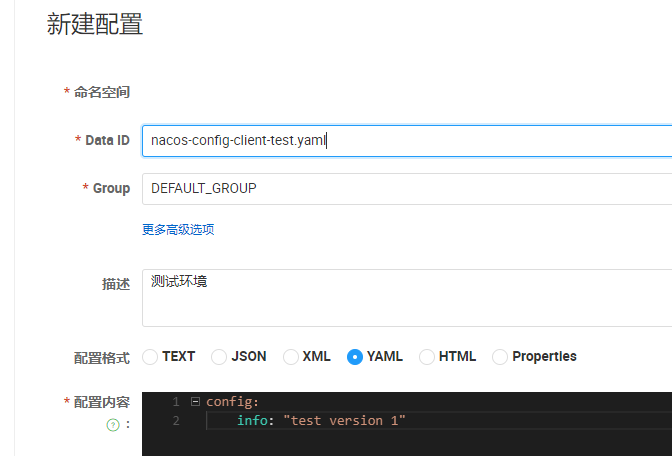 新建配置
* 命名空间
* Data ID nacos-config-client-test.yaml
* Group DEFAULT_GROUP
更多高级选项
描述 测试环境
配置格式 TEXT JSON XML YAML HTML Properties
* 配置内容 1 config:
? : 2 info: "test version 1"